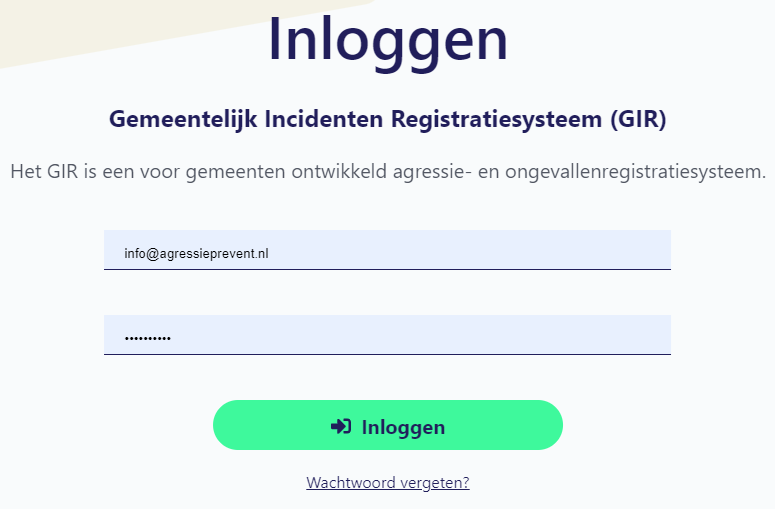 Inloggen
Gemeentelijk Incidenten Registratiesysteem (GIR)
Het GIR is een voor gemeenten ontwikkeld agressie- en ongevallenregistratiesysteem.
info@agressieprevent.nl
••••••••••
Inloggen
Wachtwoord vergeten?